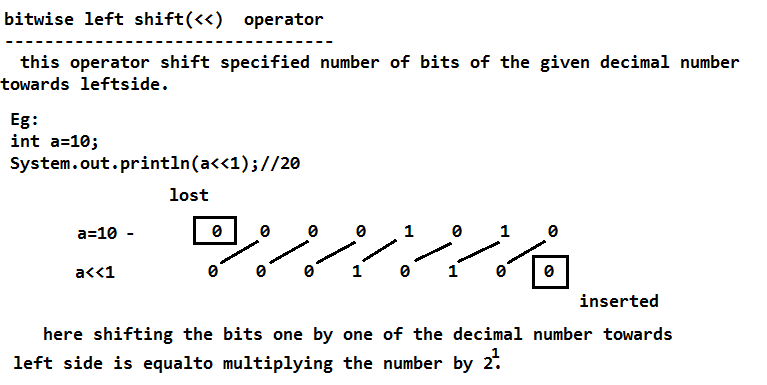 bitwise left shift(<<) operator
---------------------------------
this operator shift specified number of bits of the given decimal number
towards leftside.
Eg:
int a=10;
System.out.println(a<<1);//20
lost
a=10 - 0 0 0 0 1 0 1 0
a<<1 0 0 0 1 0 1 0 0
inserted
here shifting the bits one by one of the decimal number towards
left side is equalto multiplying the number by 2¹.